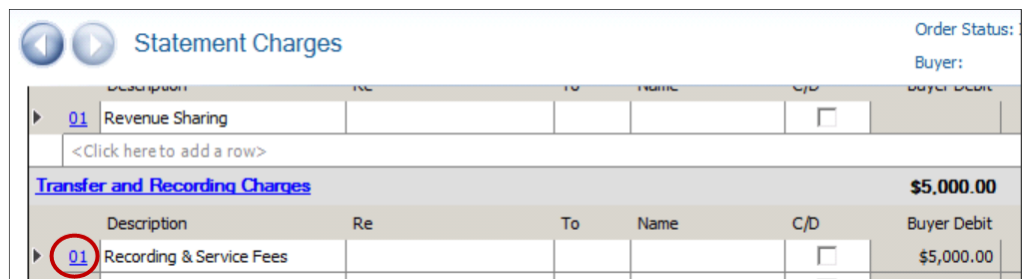 Statement Charges
Order Status:
Buyer:
Description Re To Name C/D Buyer Debit
01 Revenue Sharing
<Click here to add a row>
Transfer and Recording Charges $5,000.00
Description Re To Name C/D Buyer Debit
01 Recording & Service Fees $5,000.00